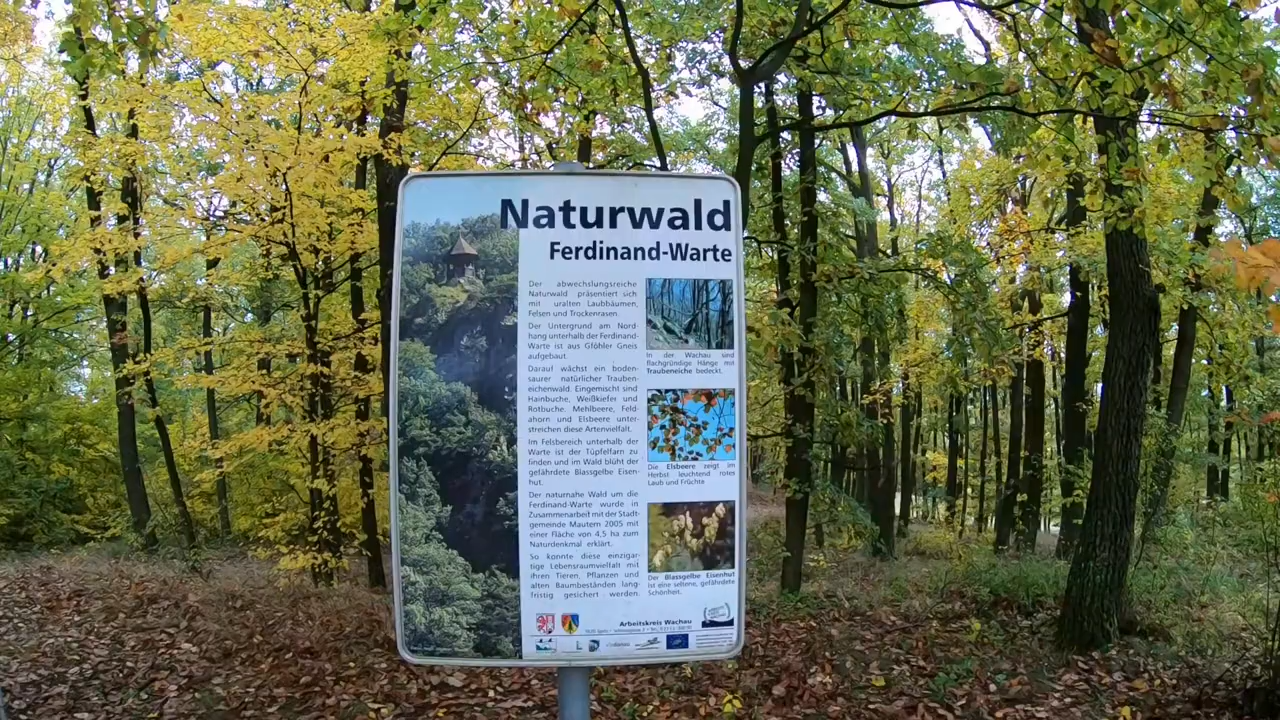 Naturwald
Ferdinand-Warte
Der abwechslungsreiche
Naturwald präsentiert sich
mit uralten Laubbäumen,
Felsen und Trockenrasen.
Der Untergrund am Nord-
hang unterhalb der Ferdinand-
Warte ist aus Gföhler Gneis
aufgebaut.
Darauf wächst ein boden-
saurer natürlicher Trauben-
eichenwald. Eingemischt sind
Hainbuche, Weißkiefer und
Rotbuche. Mehlbeere, Feld-
ahorn und Elsbeere unter-
streichen diese Artenvielfalt.
Im Felsbereich unterhalb der
Warte ist der Tüpfelfarn zu
finden und im Wald blüht der
gefährdete Blassgelbe Eisen-
hut.
Der naturnahe Wald um die
Ferdinand-Warte wurde in
Zusammenarbeit mit der Stadt-
gemeinde Mautern 2005 mit
einer Fläche von 4,5 ha zum
Naturdenkmal erklärt.
So konnte diese einzigar-
tige Lebensraumvielfalt mit
ihren Tieren, Pflanzen und
alten Baumbeständen lang-
fristig gesichert werden.
In der Wachau sind
flachgründige Hänge mit
Traubeneiche bedeckt.
Die Elsbeere zeigt im
Herbst leuchtend rotes
Laub und Früchte
Der Blassgelbe Eisenhut
ist eine seltene, gefährdete
Schönheit.
Arbeitskreis Wachau